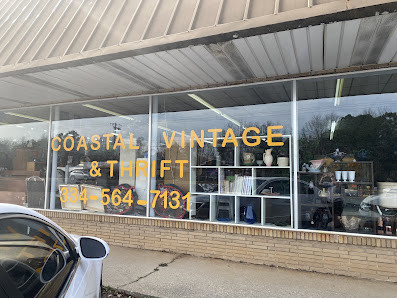 COASTAL VINTAGE
& THRIFT
334-564-7131